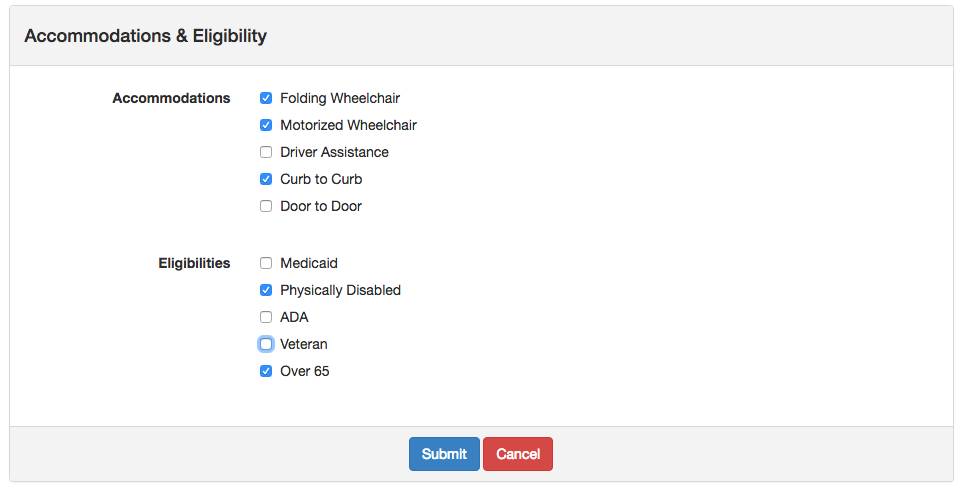 Accommodations & Eligibility
Accommodations
Folding Wheelchair
Motorized Wheelchair
Driver Assistance
Curb to Curb
Door to Door
Eligibilities
Medicaid
Physically Disabled
ADA
Veteran
Over 65
Submit Cancel